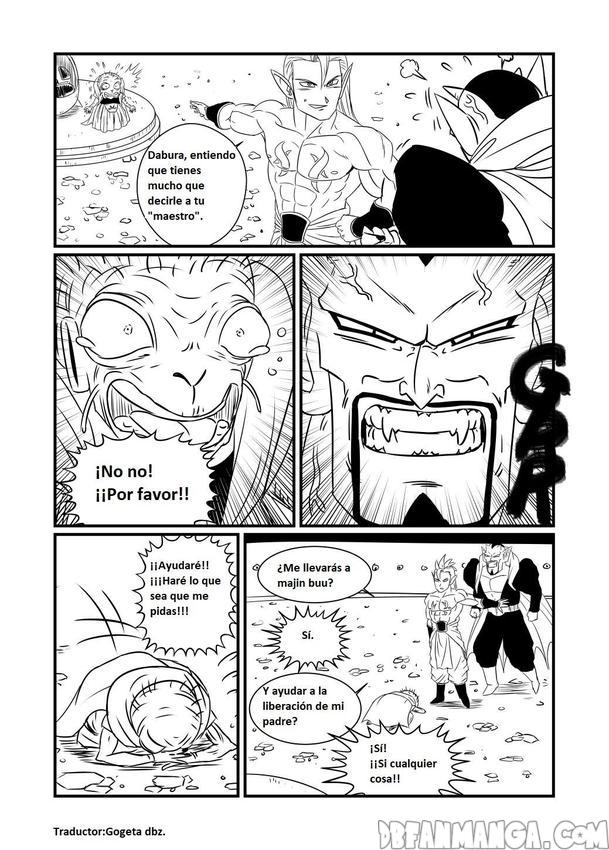 Dabura, entiendo
que tienes
mucho que
decirle a tu
"maestro".
¡No no!
¡¡Por favor!!
GRR
¡¡Ayudaré!!
¡¡¡Haré lo que
sea que me
pidas!!!
¿Me llevarás a
majin buu?
Sí.
Y ayudar a la
liberación de mi
padre?
¡Sí!
¡¡Si cualquier
cosa!!
Traductor:Gogeta dbz.
DBFANMANGA.COM